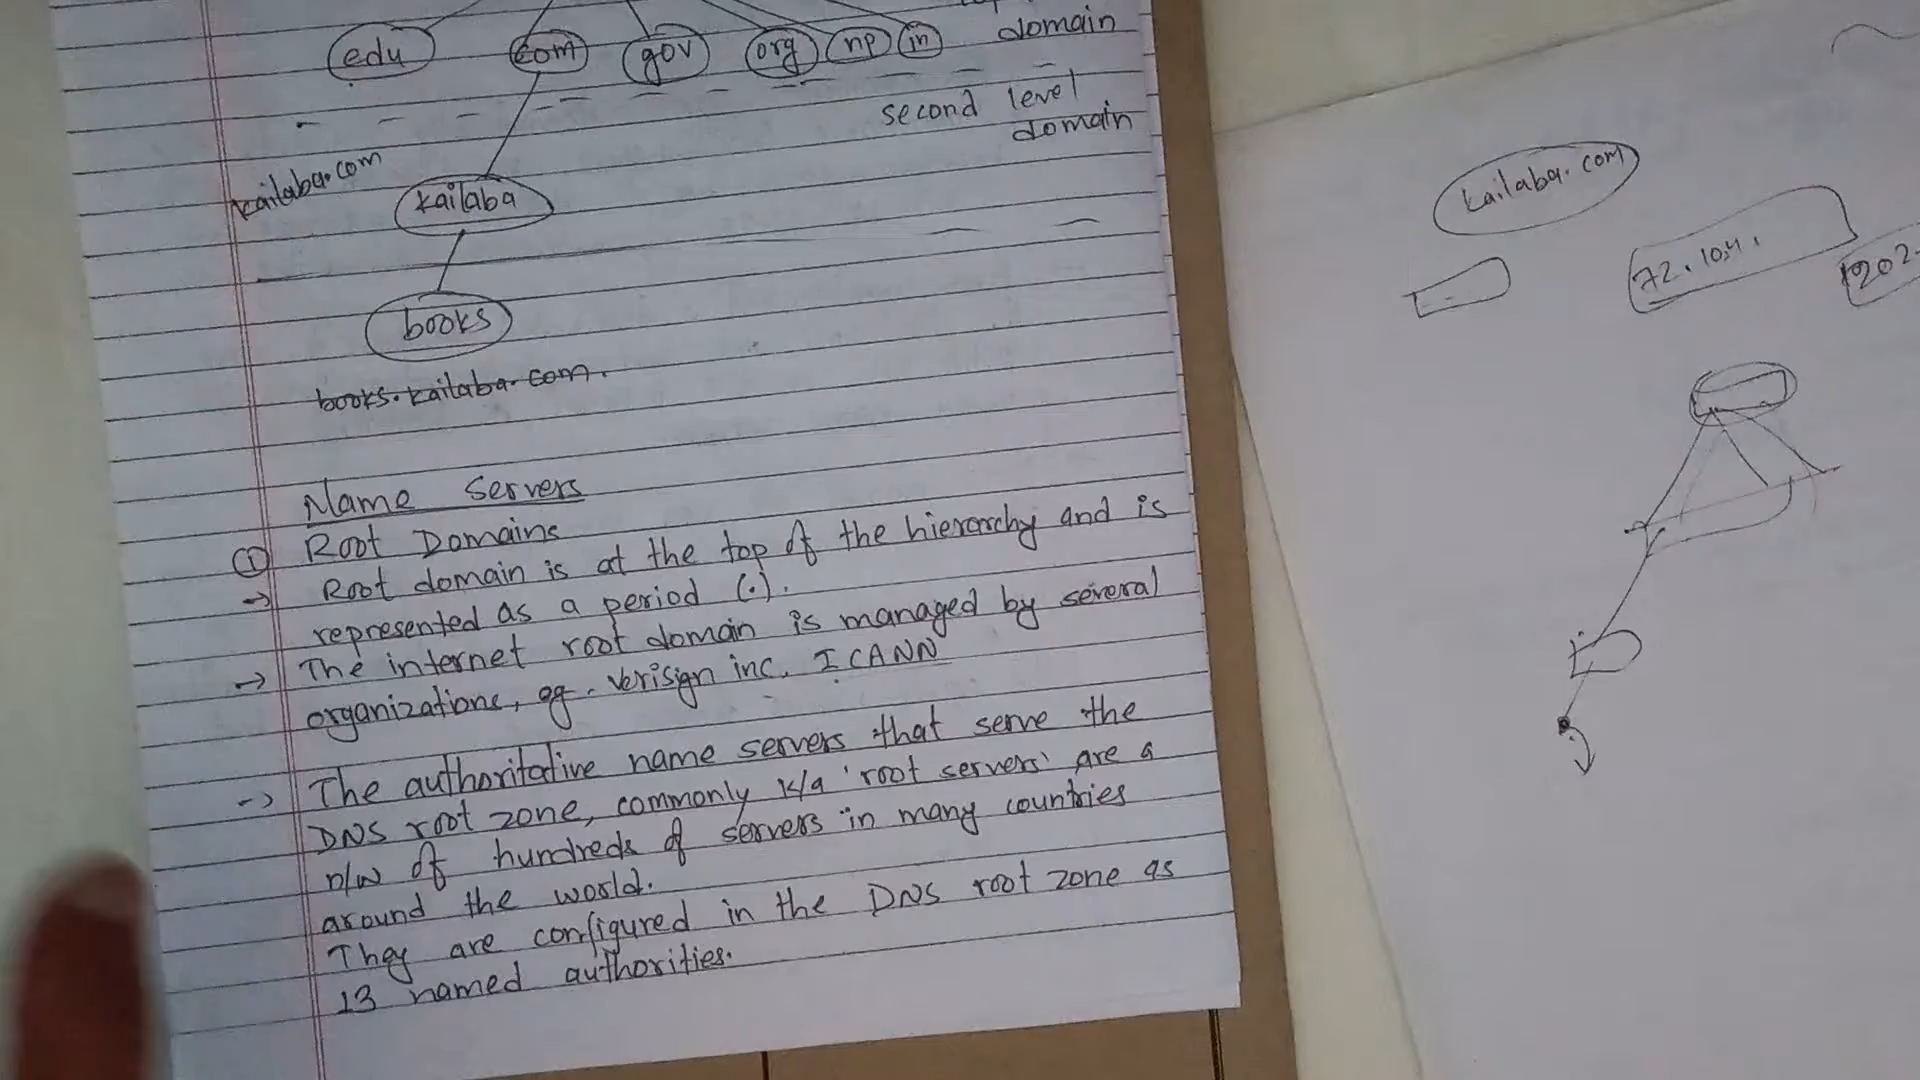 domain
edu com gov org np in
second level
domain
kailaba.com
kailaba
books
books.kailaba.com.
Name Servers
① Root Domains
→ Root domain is at the top of the hierarchy and is
represented as a period (.).
→ The internet root domain is managed by several
organizations, eg. Verisign inc, ICANN
→ The authoritative name servers that serve the
DNS root zone, commonly k/a 'root servers' are a
n/w of hundreds of servers in many countries
around the world.
They are configured in the DNS root zone as
13 named authorities.
kailaba.com
72.104.
202.